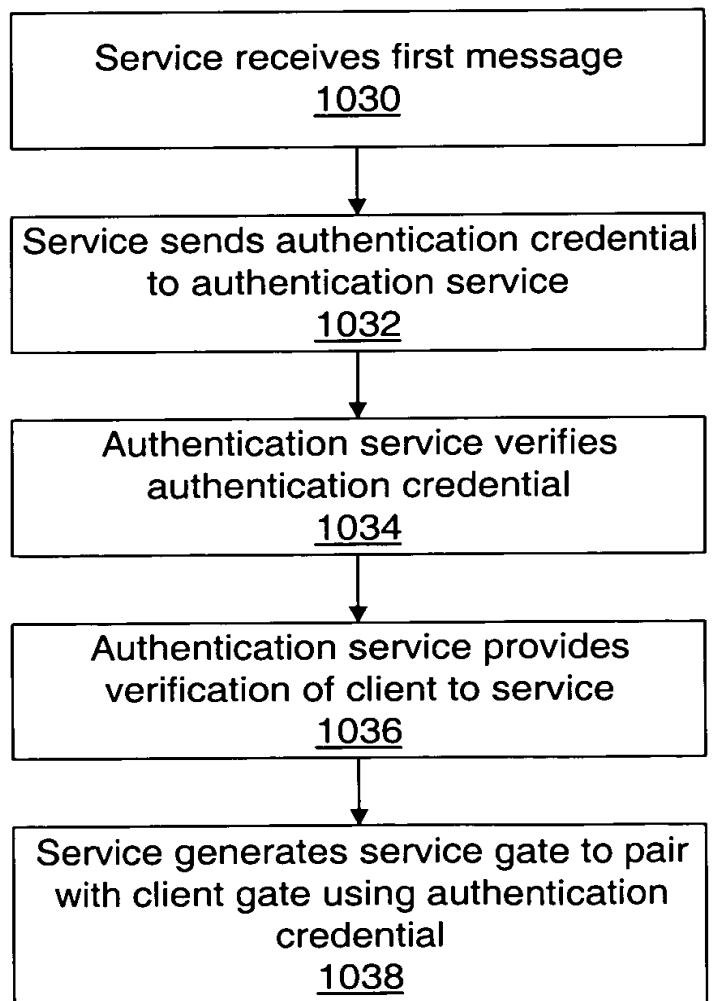 Service receives first message
1030
Service sends authentication credential
to authentication service
1032
Authentication service verifies
authentication credential
1034
Authentication service provides
verification of client to service
1036
Service generates service gate to pair
with client gate using authentication
credential
1038